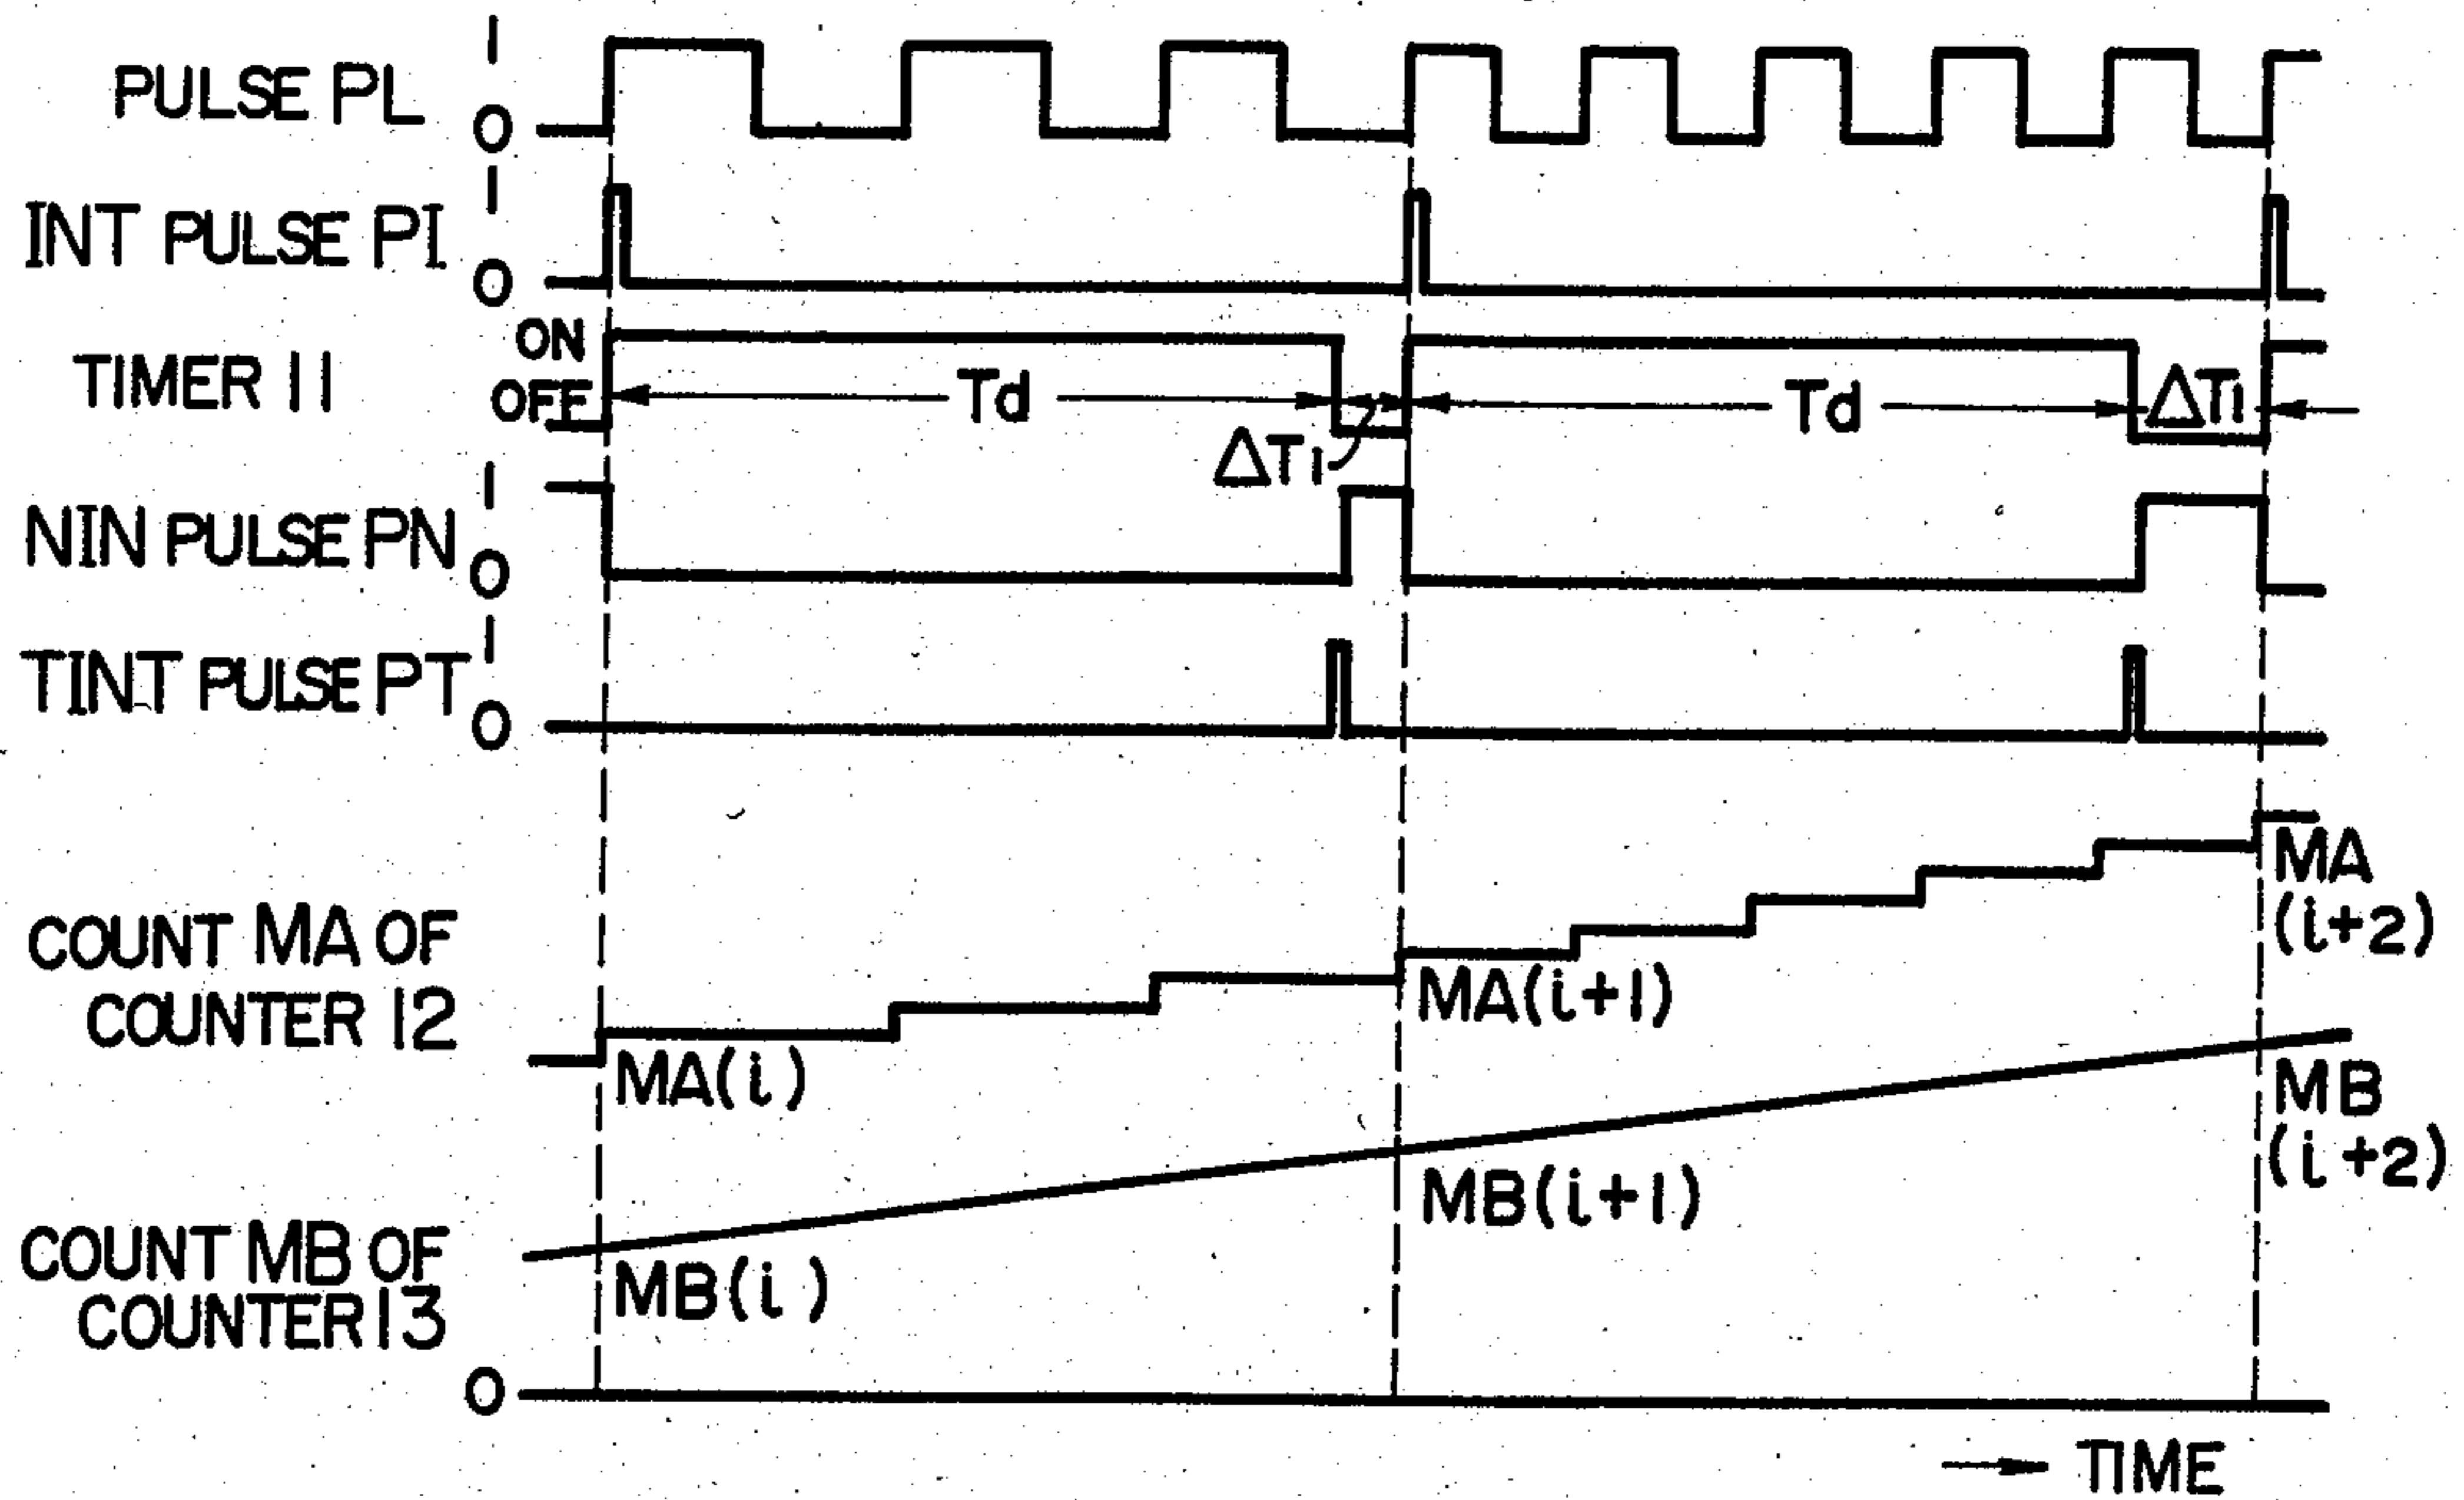 1
PULSE PL
0
1
INT PULSE PI
0
ON
TIMER 11
OFF
Td
ΔTi
Td
ΔTi
1
NIN PULSE PN
0
1
TINT PULSE PT
0
COUNT MA OF
COUNTER 12
MA(i)
MA(i+1)
MA
(i+2)
COUNT MB OF
COUNTER 13
MB(i)
MB(i+1)
MB
(i+2)
0
TIME